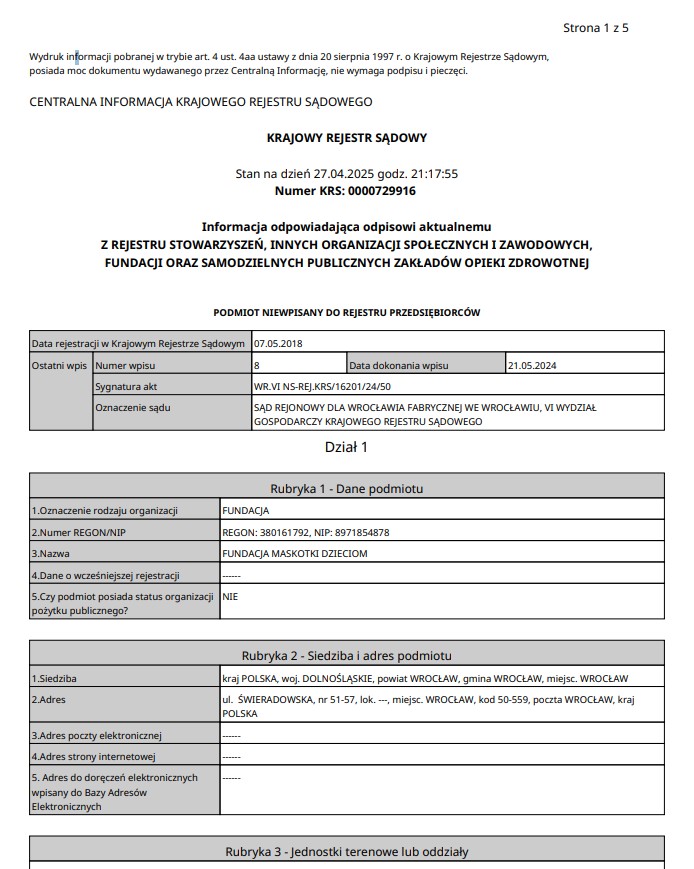 Strona 1 z 5
Wydruk informacji pobranej w trybie art. 4 ust. 4aa ustawy z dnia 20 sierpnia 1997 r. o Krajowym Rejestrze Sądowym,
posiada moc dokumentu wydawanego przez Centralną Informację, nie wymaga podpisu i pieczęci.
CENTRALNA INFORMACJA KRAJOWEGO REJESTRU SĄDOWEGO
KRAJOWY REJESTR SĄDOWY
Stan na dzień 27.04.2025 godz. 21:17:55
Numer KRS: 0000729916
Informacja odpowiadająca odpisowi aktualnemu
Z REJESTRU STOWARZYSZEŃ, INNYCH ORGANIZACJI SPOŁECZNYCH I ZAWODOWYCH,
FUNDACJI ORAZ SAMODZIELNYCH PUBLICZNYCH ZAKŁADÓW OPIEKI ZDROWOTNEJ
PODMIOT NIEWPISANY DO REJESTRU PRZEDSIĘBIORCÓW
Data rejestracji w Krajowym Rejestrze Sądowym 07.05.2018
Ostatni wpis Numer wpisu 8 Data dokonania wpisu 21.05.2024
Sygnatura akt WR.VI NS-REJ.KRS/16201/24/50
Oznaczenie sądu SĄD REJONOWY DLA WROCŁAWIA FABRYCZNEJ WE WROCŁAWIU, VI WYDZIAŁ
GOSPODARCZY KRAJOWEGO REJESTRU SĄDOWEGO
Dział 1
Rubryka 1 - Dane podmiotu
1.Oznaczenie rodzaju organizacji FUNDACJA
2.Numer REGON/NIP REGON: 380161792, NIP: 8971854878
3.Nazwa FUNDACJA MASKOTKI DZIECIOM
4.Dane o wcześniejszej rejestracji ------
5.Czy podmiot posiada status organizacji NIE
pożytku publicznego?
Rubryka 2 - Siedziba i adres podmiotu
1.Siedziba kraj POLSKA, woj. DOLNOŚLĄSKIE, powiat WROCŁAW, gmina WROCŁAW, miejsc. WROCŁAW
2.Adres ul. ŚWIERADOWSKA, nr 51-57, lok. ---, miejsc. WROCŁAW, kod 50-559, poczta WROCŁAW, kraj
POLSKA
3.Adres poczty elektronicznej ------
4.Adres strony internetowej ------
5. Adres do doręczeń elektronicznych ------
wpisany do Bazy Adresów
Elektronicznych
Rubryka 3 - Jednostki terenowe lub oddziały